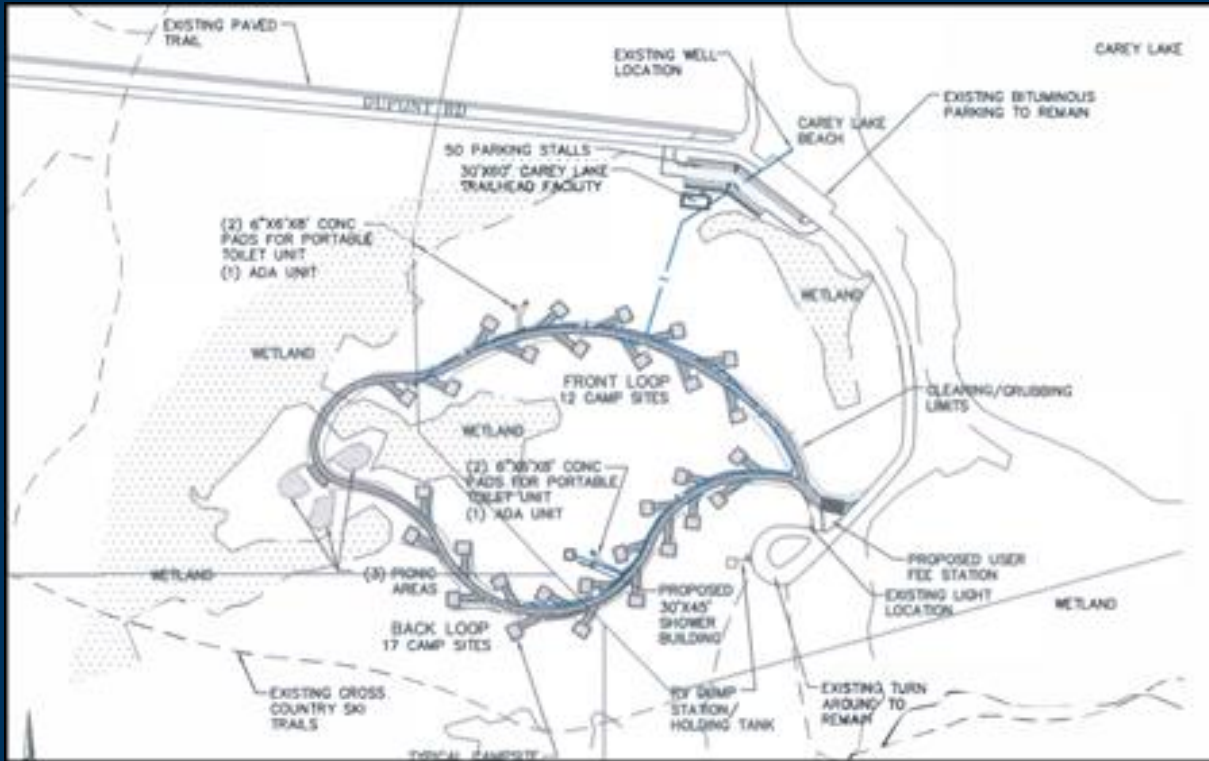 EXISTING PAVED
TRAIL
DUPONT RD
EXISTING WELL
LOCATION
CAREY LAKE
CAREY LAKE
BEACH
EXISTING BITUMINOUS
PARKING TO REMAIN
50 PARKING STALLS
30'X60' CAREY LAKE
TRAILHEAD FACILITY
(2) 6"X6'X8' CONC
PADS FOR PORTABLE
TOILET UNIT
(1) ADA UNIT
WETLAND
WETLAND
FRONT LOOP
12 CAMP SITES
CLEARING/GRUBBING
LIMITS
WETLAND
(2) 6"X6'X8' CONC
PADS FOR PORTABLE
TOILET UNIT
(1) ADA UNIT
WETLAND
(3) PICNIC
AREAS
BACK LOOP
17 CAMP SITES
PROPOSED
30'X45'
SHOWER
BUILDING
PROPOSED USER
FEE STATION
EXISTING LIGHT
LOCATION
WETLAND
EXISTING CROSS
COUNTRY SKI
TRAILS
RV DUMP
STATION/
HOLDING TANK
EXISTING TURN
AROUND TO
REMAIN
TYPICAL CAMPSITE